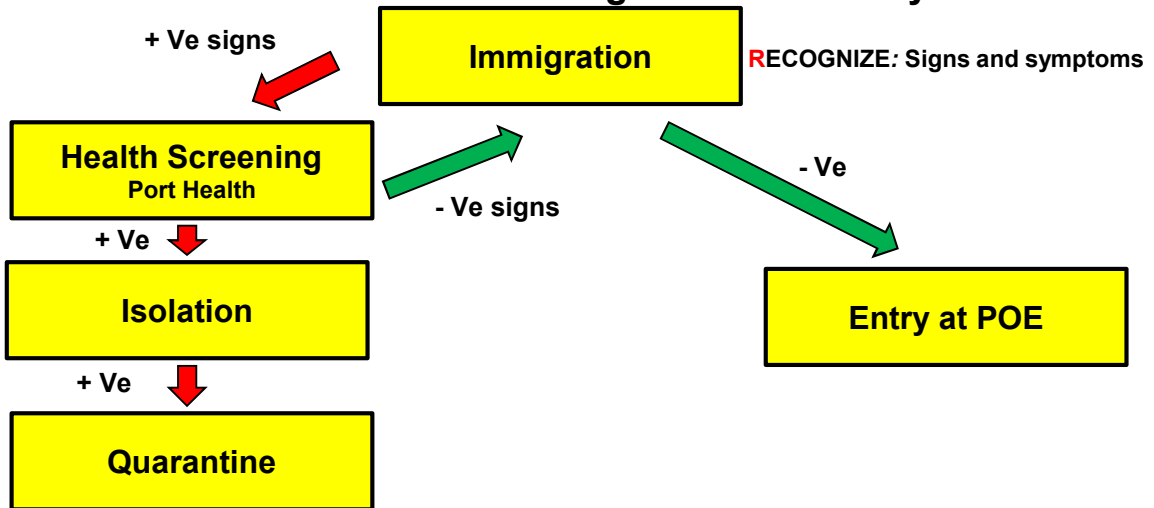 + Ve signs
Immigration
RECOGNIZE: Signs and symptoms
Health Screening
Port Health
- Ve signs
- Ve
+ Ve
Isolation
Entry at POE
+ Ve
Quarantine